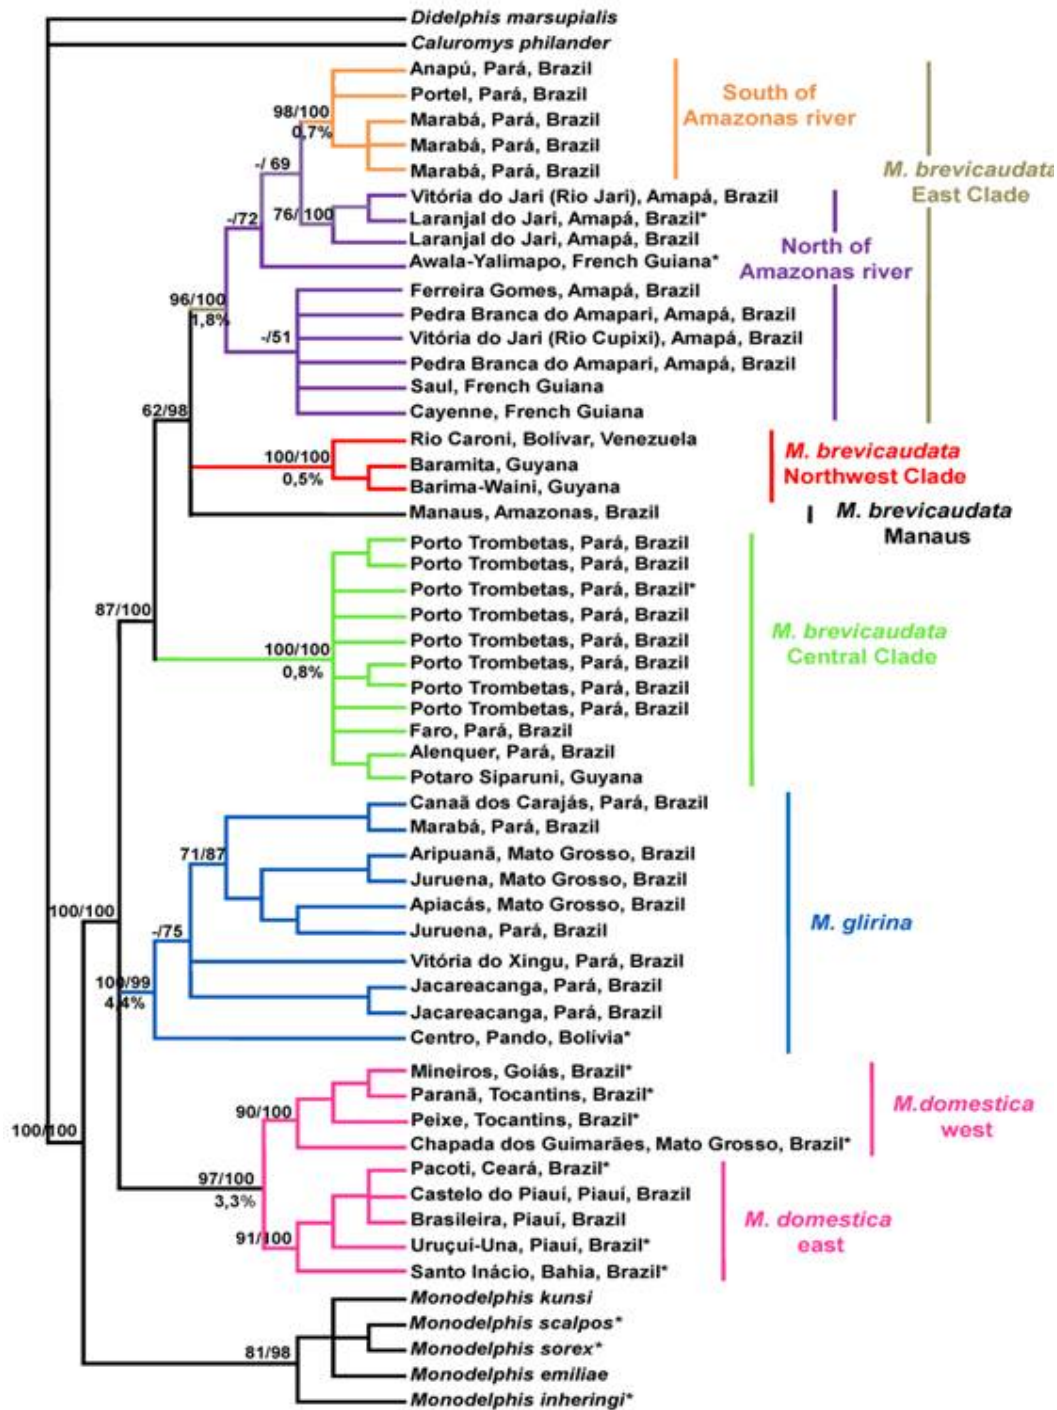 Didelphis marsupialis
Caluromys philander
Anapú, Pará, Brazil
Portel, Pará, Brazil
98/100
0,7%
Marabá, Pará, Brazil
Marabá, Pará, Brazil
Marabá, Pará, Brazil
South of
Amazonas river
-/ 69
M. brevicaudata
East Clade
Vitória do Jari (Rio Jari), Amapá, Brazil
76/ 100
Laranjal do Jari, Amapá, Brazil*
Laranjal do Jari, Amapá, Brazil
-/72
Awala-Yalimapo, French Guiana*
North of
Amazonas river
Ferreira Gomes, Amapá, Brazil
96/100
1,8%
Pedra Branca do Amapari, Amapá, Brazil
-/51
Vitória do Jari (Rio Cupixi), Amapá, Brazil
Pedra Branca do Amapari, Amapá, Brazil
Saul, French Guiana
Cayenne, French Guiana
62/98
Rio Caroni, Bolívar, Venezuela
100/100
0,5%
Baramita, Guyana
Barima-Waini, Guyana
M. brevicaudata
Northwest Clade
Manaus, Amazonas, Brazil
M. brevicaudata
Manaus
Porto Trombetas, Pará, Brazil
Porto Trombetas, Pará, Brazil
Porto Trombetas, Pará, Brazil*
87/100
Porto Trombetas, Pará, Brazil
Porto Trombetas, Pará, Brazil
100/100
0,8%
Porto Trombetas, Pará, Brazil
Porto Trombetas, Pará, Brazil
Porto Trombetas, Pará, Brazil
Faro, Pará, Brazil
Alenquer, Pará, Brazil
Potaro Siparuni, Guyana
M. brevicaudata
Central Clade
Canaã dos Carajás, Pará, Brazil
Marabá, Pará, Brazil
71/87
Aripuanã, Mato Grosso, Brazil
Juruena, Mato Grosso, Brazil
Apiacás, Mato Grosso, Brazil
100/100
Juruena, Pará, Brazil
-/75
Vitória do Xingu, Pará, Brazil
100/99
4,4%
Jacareacanga, Pará, Brazil
Jacareacanga, Pará, Brazil
Centro, Pando, Bolívia*
M. glirina
Mineiros, Goiás, Brazil*
Paranã, Tocantins, Brazil*
90/100
Peixe, Tocantins, Brazil*
100/100
Chapada dos Guimarães, Mato Grosso, Brazil*
M.domestica
west
Pacoti, Ceará, Brazil*
97/100
3,3%
Castelo do Piauí, Piauí, Brazil
Brasileira, Piauí, Brazil
91/100
Uruçuí-Una, Piauí, Brazil*
Santo Inácio, Bahia, Brazil*
M. domestica
east
Monodelphis kunsi
Monodelphis scalpos*
81/98
Monodelphis sorex*
Monodelphis emiliae
Monodelphis inheringi*